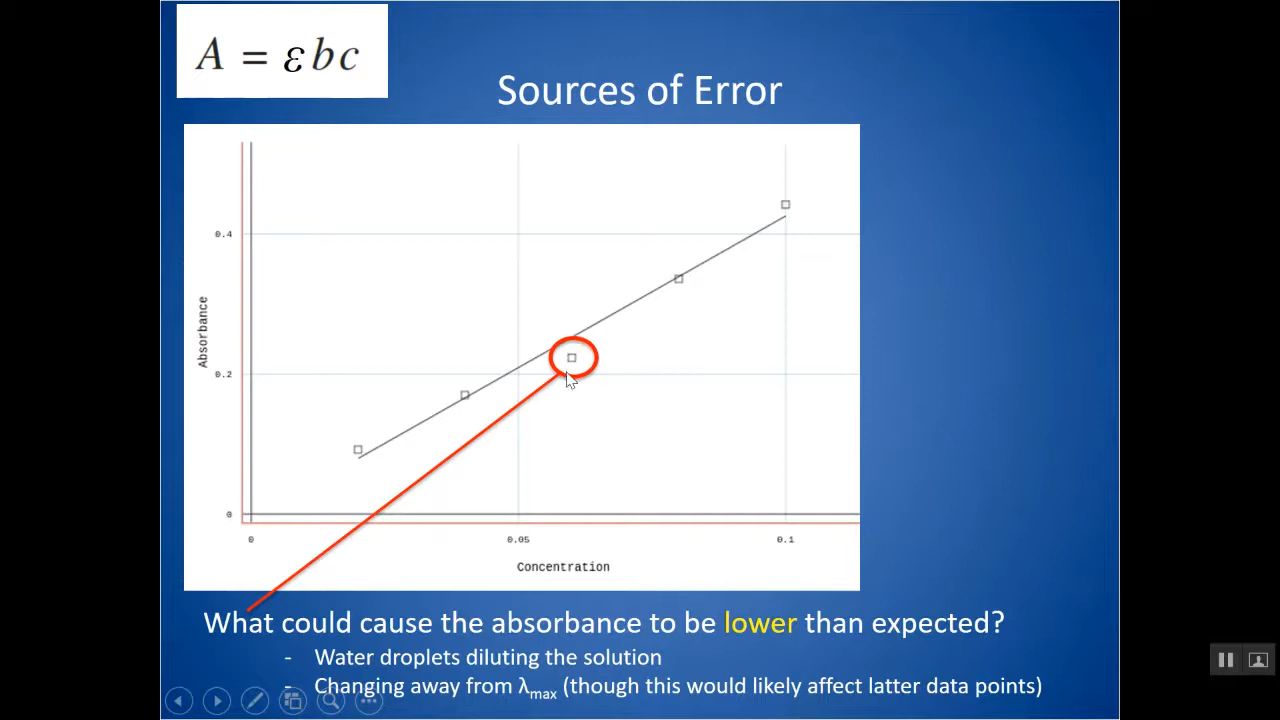 A = εbc
Sources of Error
0.4
Absorbance
0.2
0
0
0.05
0.1
Concentration
What could cause the absorbance to be lower than expected?
- Water droplets diluting the solution
- Changing away from λmax (though this would likely affect latter data points)